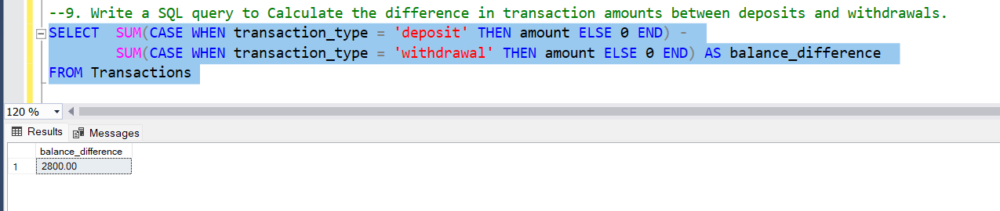 --9. Write a SQL query to Calculate the difference in transaction amounts between deposits and withdrawals.
SELECT  SUM(CASE WHEN transaction_type = 'deposit' THEN amount ELSE 0 END) -
        SUM(CASE WHEN transaction_type = 'withdrawal' THEN amount ELSE 0 END) AS balance_difference
FROM Transactions
120 %
Results Messages
balance_difference
1 2800.00